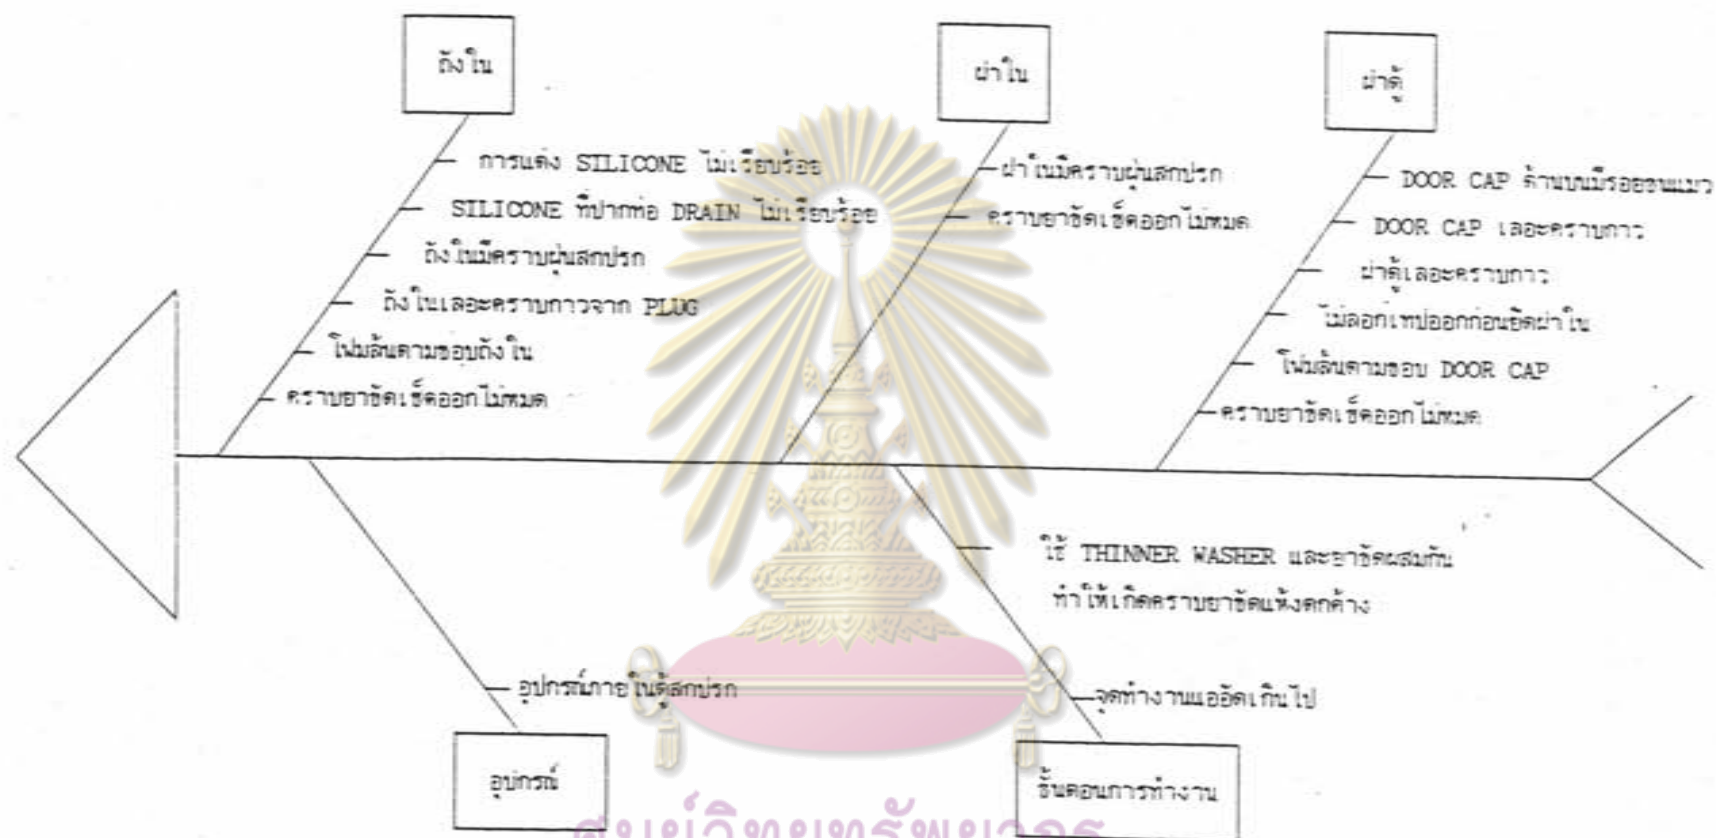 ถังใน
การแต่ง SILICONE ไม่เรียบร้อย
SILICONE ที่ปากท่อ DRAIN ไม่เรียบร้อย
ถังในมีคราบฝุ่นสกปรก
ถังในเลอะคราบกาวจาก PLUG
โฟมล้นตามขอบถังใน
คราบยาขัดเช็ดออกไม่หมด
ฝาใน
ฝาในมีคราบฝุ่นสกปรก
คราบยาขัดเช็ดออกไม่หมด
ฝาตู้
DOOR CAP ด้านบนมีรอยขนแมว
DOOR CAP เลอะคราบกาว
ฝาตู้เลอะคราบกาว
ไม่ลอกเทปออกก่อนยึดฝาใน
โฟมล้นตามขอบ DOOR CAP
คราบยาขัดเช็ดออกไม่หมด
อุปกรณ์ภายในตู้สกปรก
อุปกรณ์
ใช้ THINNER WASHER และยาขัดผสมกัน
ทำให้เกิดคราบยาขัดแห้งตกค้าง
จุดทำงานแออัดเกินไป
ขั้นตอนการทำงาน
ศูนย์วิทยทรัพยากร